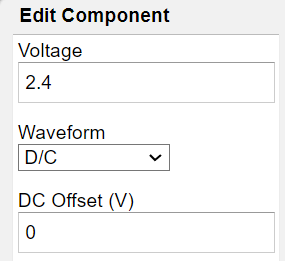 Edit Component
Voltage
2.4
Waveform
D/C
DC Offset (V)
0